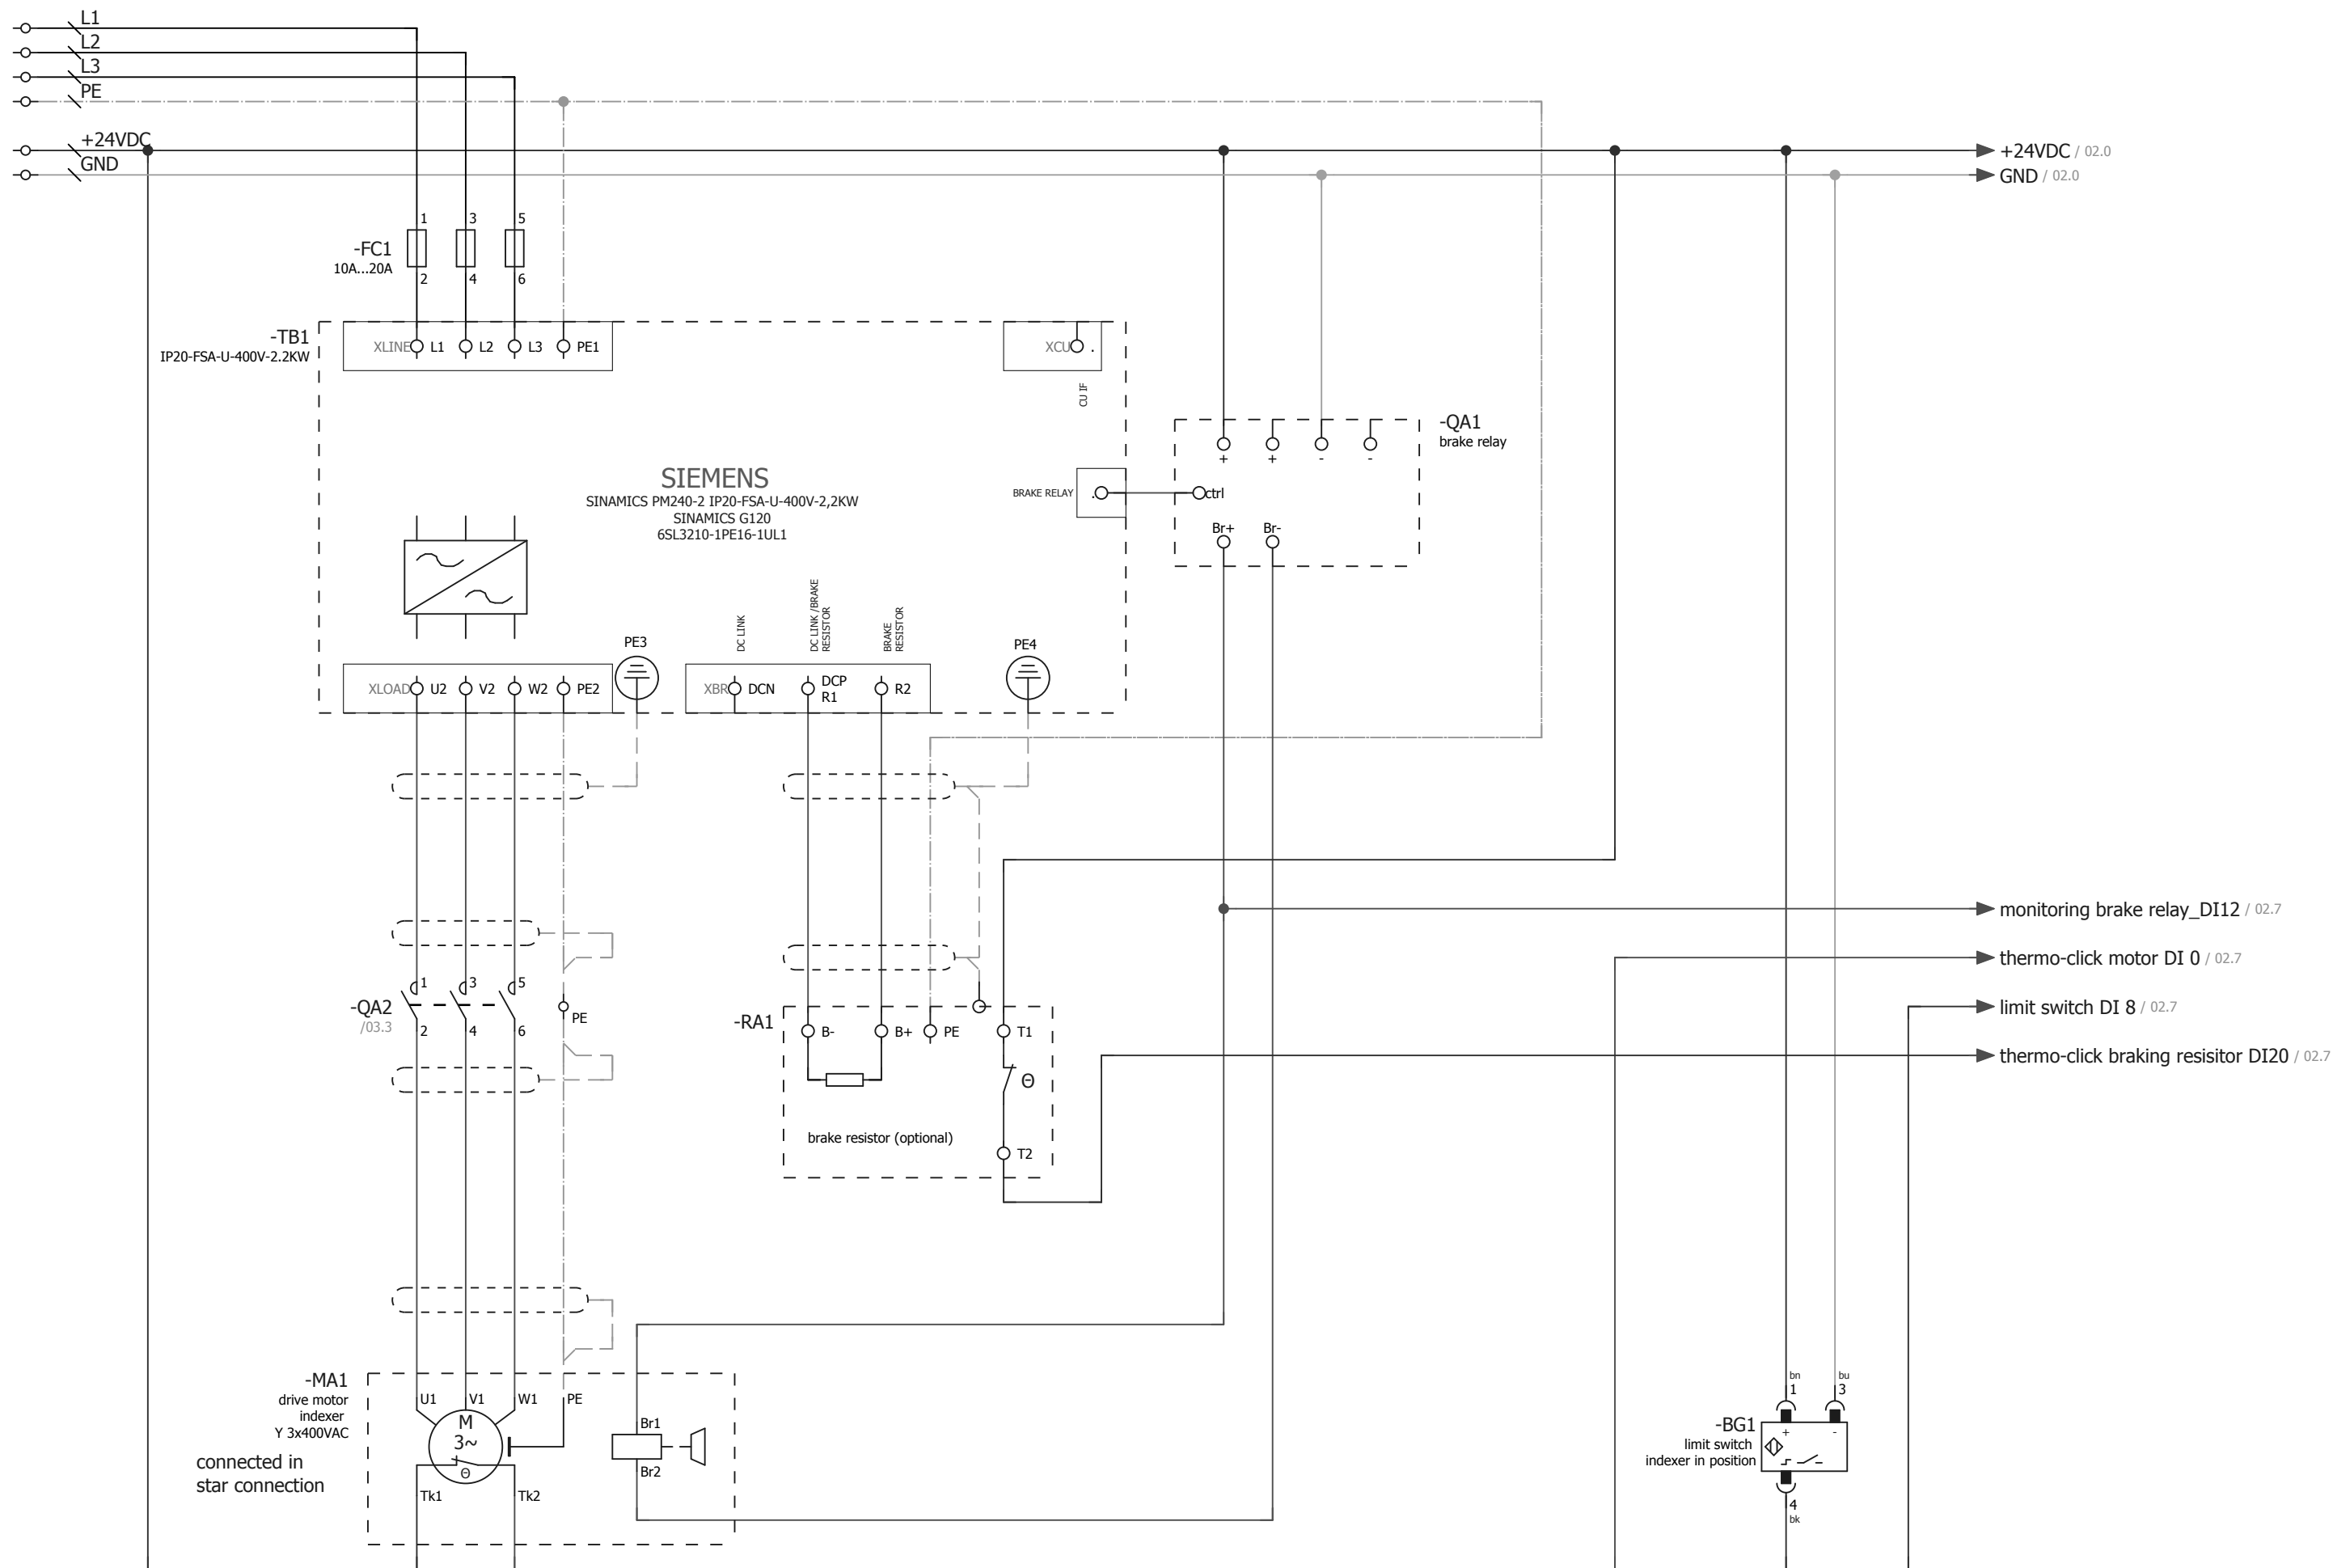 L1
L2
L3
PE
+24VDC
GND
+24VDC / 02.0
GND / 02.0
1 3 5
-FC1
10A...20A
2 4 6
-TB1
IP20-FSA-U-400V-2.2KW
XLINE L1 L2 L3 PE1
XCU .
CU IF
-QA1
brake relay
+ + - -
SIEMENS
SINAMICS PM240-2 IP20-FSA-U-400V-2,2KW
SINAMICS G120
6SL3210-1PE16-1UL1
BRAKE RELAY .
ctrl
Br+ Br-
DC LINK
DC LINK /BRAKE
RESISTOR
BRAKE
RESISTOR
PE3
PE4
XLOAD U2 V2 W2 PE2
XBR DCN
DCP
R1
R2
monitoring brake relay_DI12 / 02.7
thermo-click motor DI 0 / 02.7
limit switch DI 8 / 02.7
thermo-click braking resisitor DI20 / 02.7
1 3 5
-QA2
/03.3
PE
2 4 6
-RA1
B- B+ PE T1
Θ
brake resistor (optional)
T2
-MA1
drive motor
indexer
Y 3x400VAC
connected in
star connection
U1 V1 W1 PE
M
3~
Θ
Tk1 Tk2
Br1
Br2
bn bu
1 3
-BG1
limit switch
indexer in position
+ -
4
bk